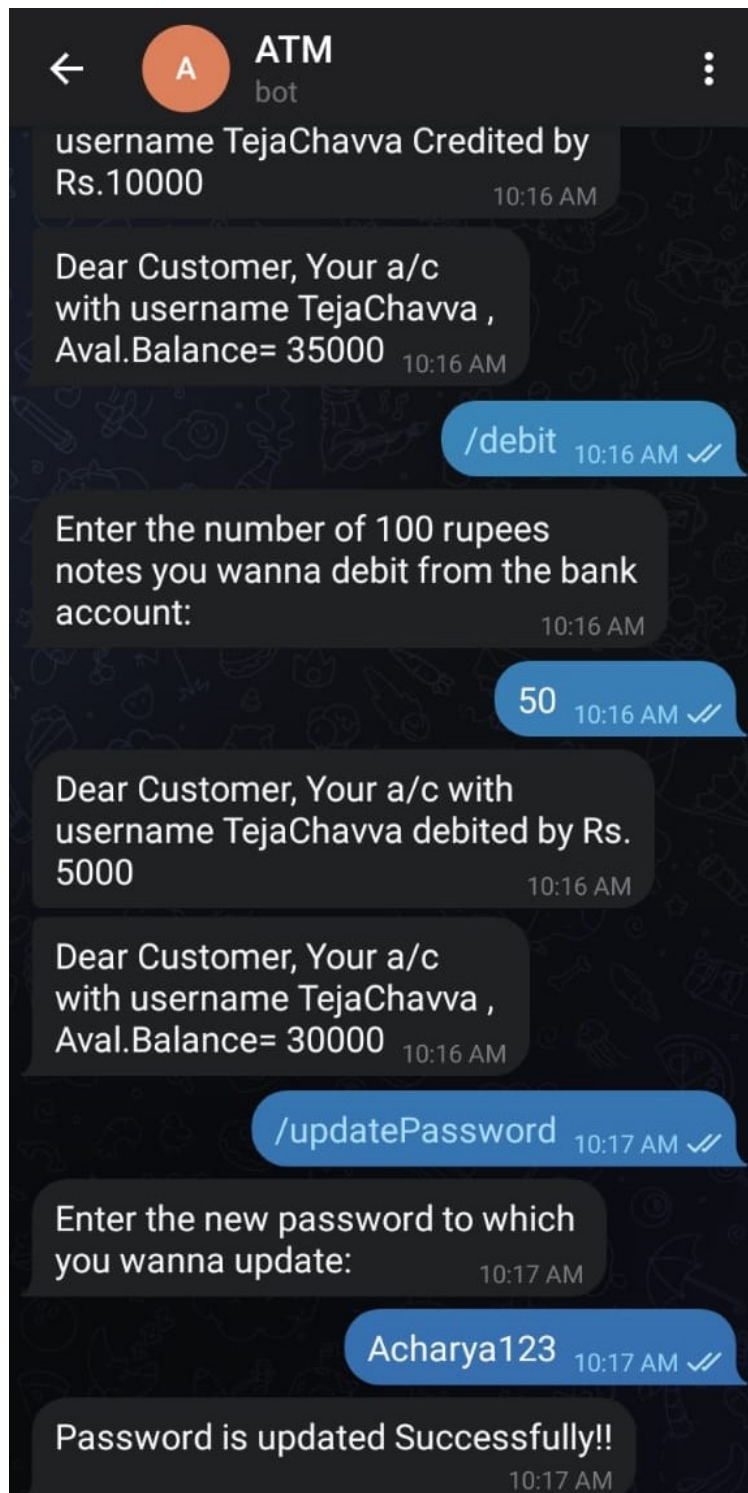 A
ATM
bot
username TejaChavva Credited by
Rs.10000
10:16 AM
Dear Customer, Your a/c
with username TejaChavva ,
Aval.Balance= 35000 10:16 AM
/debit 10:16 AM
Enter the number of 100 rupees
notes you wanna debit from the bank
account:
10:16 AM
50 10:16 AM
Dear Customer, Your a/c with
username TejaChavva debited by Rs.
5000
10:16 AM
Dear Customer, Your a/c
with username TejaChavva ,
Aval.Balance= 30000 10:16 AM
/updatePassword 10:17 AM
Enter the new password to which
you wanna update:
10:17 AM
Acharya123 10:17 AM
Password is updated Successfully!!
10:17 AM